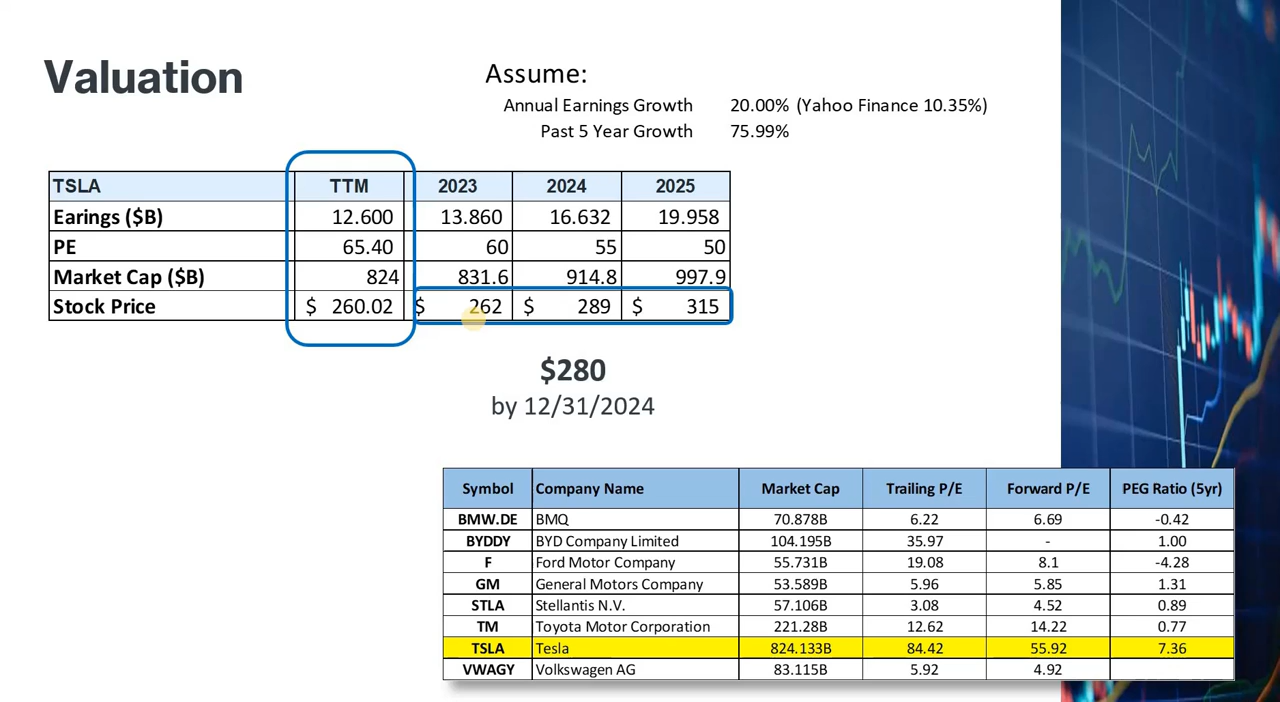 Valuation
Assume:
Annual Earnings Growth 20.00% (Yahoo Finance 10.35%)
Past 5 Year Growth 75.99%
TSLA TTM 2023 2024 2025
Earings ($B) 12.600 13.860 16.632 19.958
PE 65.40 60 55 50
Market Cap ($B) 824 831.6 914.8 997.9
Stock Price $ 260.02 $ 262 $ 289 $ 315
$280
by 12/31/2024
Symbol Company Name Market Cap Trailing P/E Forward P/E PEG Ratio (5yr)
BMW.DE BMQ 70.878B 6.22 6.69 -0.42
BYDDY BYD Company Limited 104.195B 35.97 - 1.00
F Ford Motor Company 55.731B 19.08 8.1 -4.28
GM General Motors Company 53.589B 5.96 5.85 1.31
STLA Stellantis N.V. 57.106B 3.08 4.52 0.89
TM Toyota Motor Corporation 221.28B 12.62 14.22 0.77
TSLA Tesla 824.133B 84.42 55.92 7.36
VWAGY Volkswagen AG 83.115B 5.92 4.92